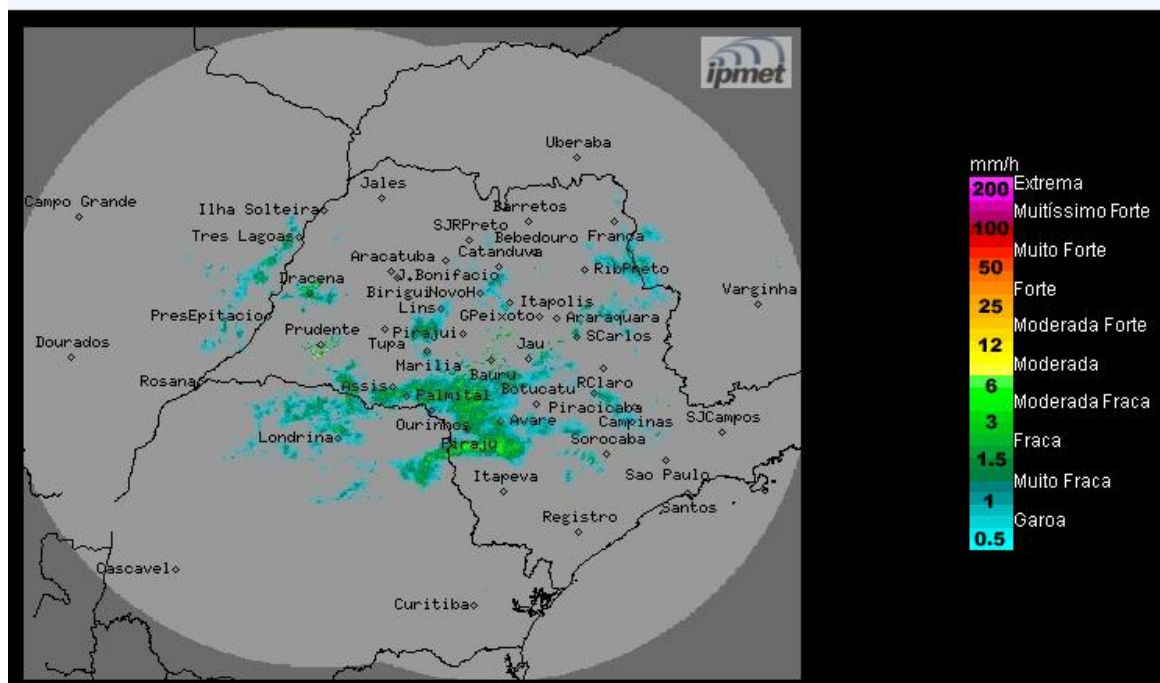 ipmet
Uberaba
Jales
Campo Grande
Ilha Solteira
Barretos
Tres Lagoas
SJRPreto
Bebedouro
Franca
Catanduva
Aracatuba
J.Bonifacio
RibPreto
Dracena
Birigui
NovoH
Itapolis
Varginha
Lins
GPeixoto
Araraquara
PresEpitacio
Prudente
Pirajui
SCarlos
Dourados
Tupa
Jau
Marilia
Bauru
Rosana
Assis
Botucatu
RClaro
Palmital
Piracicaba
SJCampos
Ourinhos
Avare
Campinas
Londrina
Piraju
Sorocaba
Itapeva
Sao Paulo
Santos
Registro
Cascavel
Curitiba
mm/h
200 Extrema
Muitíssimo Forte
100
Muito Forte
50
Forte
25
Moderada Forte
12
Moderada
6
Moderada Fraca
3
Fraca
1.5
Muito Fraca
1
Garoa
0.5